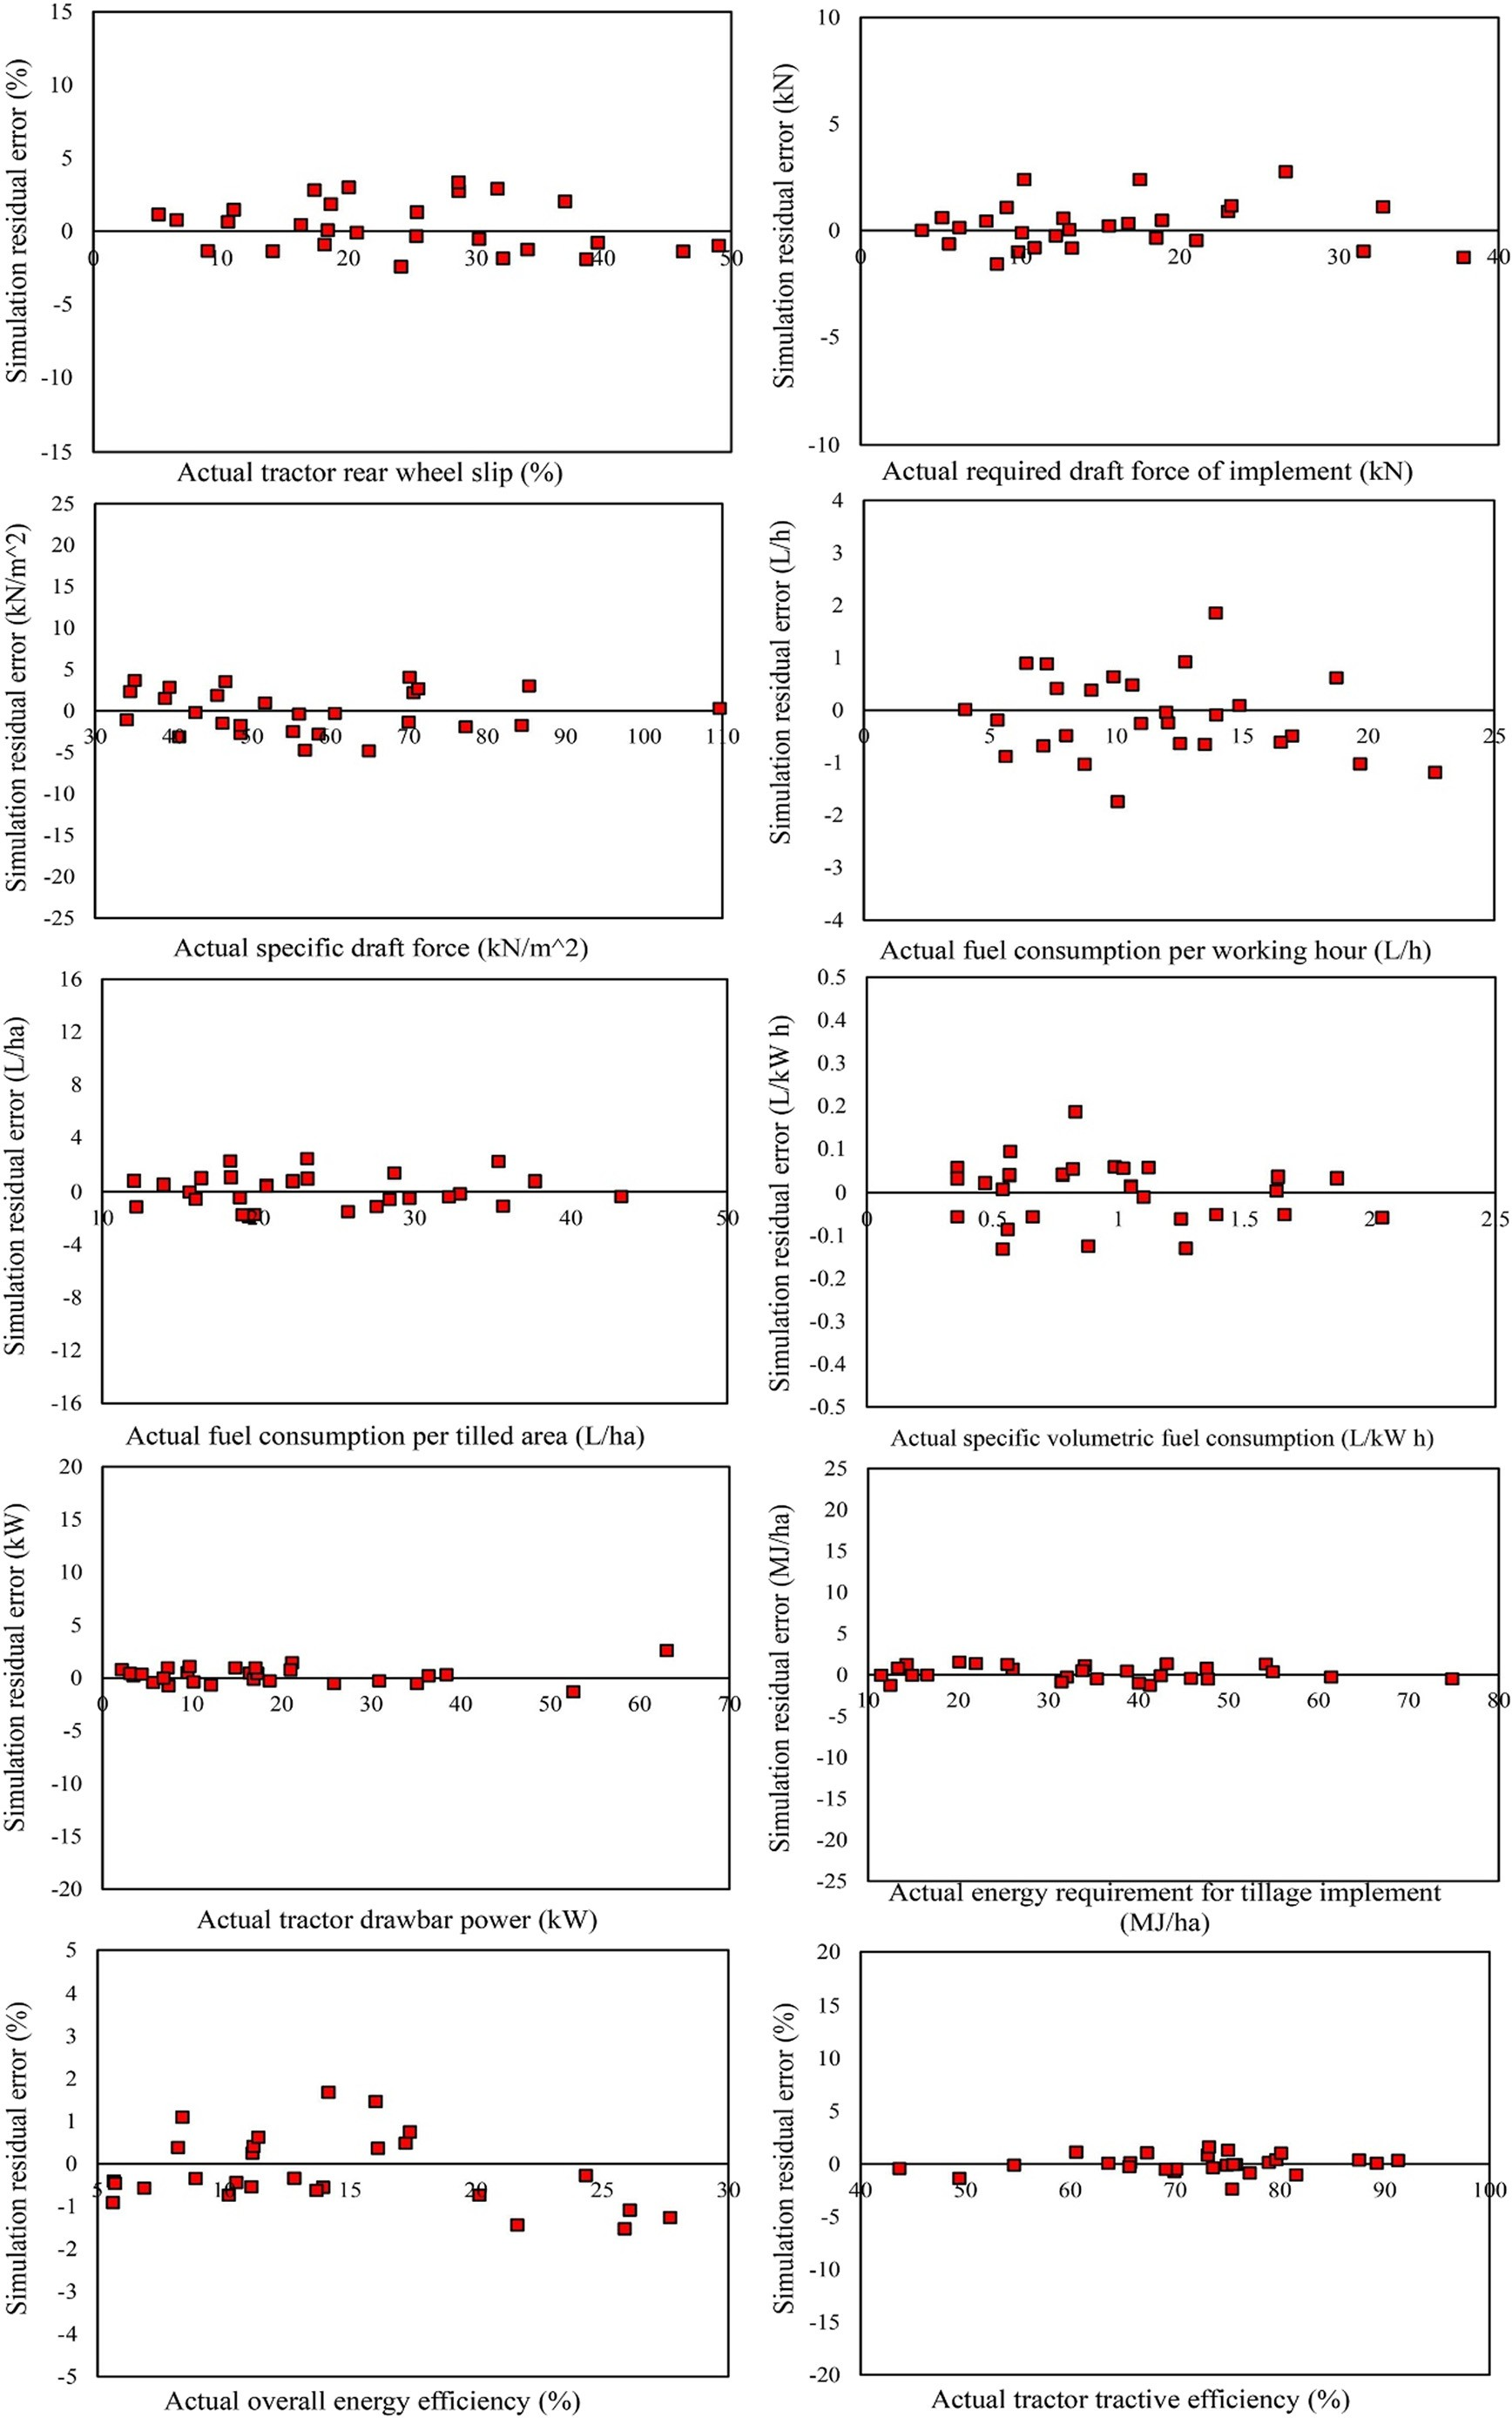 15
10
5
0
-5
-10
-15
0 10 20 30 40 50
Simulation residual error (%)
Actual tractor rear wheel slip (%)
10
5
0
-5
-10
0 10 20 30 40
Simulation residual error (kN)
Actual required draft force of implement (kN)
25
20
15
10
5
0
-5
-10
-15
-20
-25
30 40 50 60 70 80 90 100 110
Simulation residual error (kN/m^2)
Actual specific draft force (kN/m^2)
4
3
2
1
0
-1
-2
-3
-4
0 5 10 15 20 25
Simulation residual error (L/h)
Actual fuel consumption per working hour (L/h)
16
12
8
4
0
-4
-8
-12
-16
10 20 30 40 50
Simulation residual error (L/ha)
Actual fuel consumption per tilled area (L/ha)
0.5
0.4
0.3
0.2
0.1
0
-0.1
-0.2
-0.3
-0.4
-0.5
0 0.5 1 1.5 2 2.5
Simulation residual error (L/kW h)
Actual specific volumetric fuel consumption (L/kW h)
20
15
10
5
0
-5
-10
-15
-20
0 10 20 30 40 50 60 70
Simulation residual error (kW)
Actual tractor drawbar power (kW)
25
20
15
10
5
0
-5
-10
-15
-20
-25
10 20 30 40 50 60 70 80
Simulation residual error (MJ/ha)
Actual energy requirement for tillage implement
(MJ/ha)
5
4
3
2
1
0
-1
-2
-3
-4
-5
5 10 15 20 25 30
Simulation residual error (%)
Actual overall energy efficiency (%)
20
15
10
5
0
-5
-10
-15
-20
40 50 60 70 80 90 100
Simulation residual error (%)
Actual tractor tractive efficiency (%)